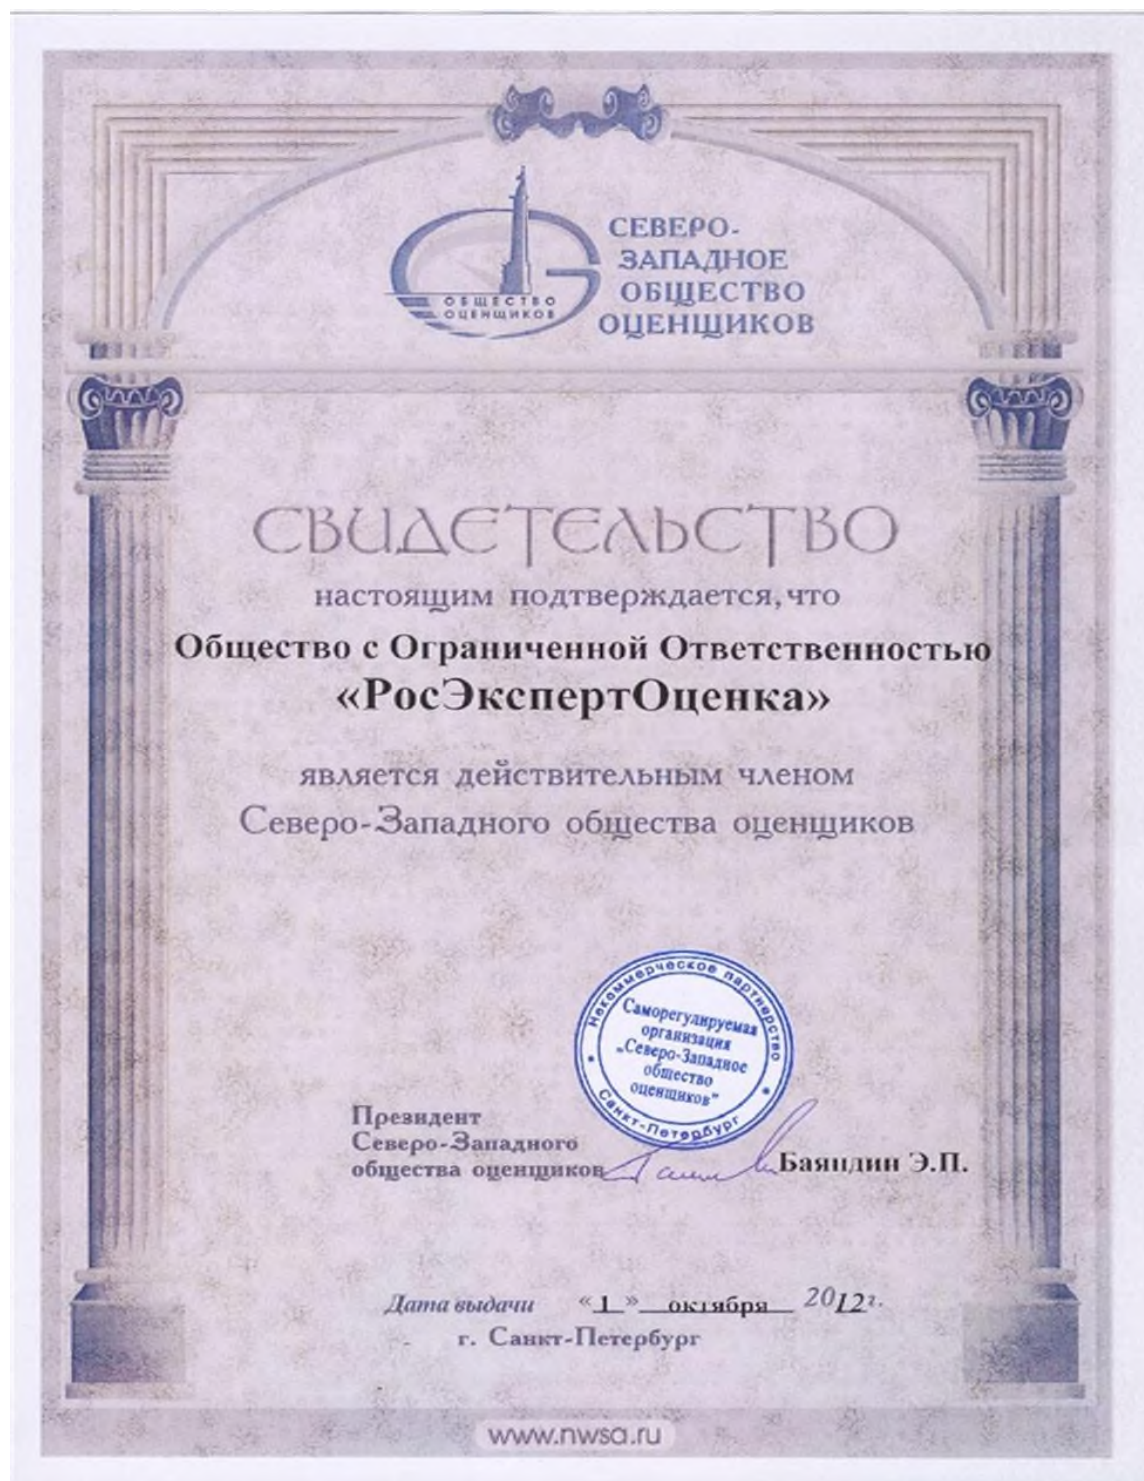 ОБЩЕСТВО
ОЦЕНЩИКОВ
СЕВЕРО-
ЗАПАДНОЕ
ОБЩЕСТВО
ОЦЕНЩИКОВ
СВИДЕТЕЛЬСТВО
настоящим подтверждается, что
Общество с Ограниченной Ответственностью
«РосЭкспертОценка»
является действительным членом
Северо-Западного общества оценщиков
Некоммерческое партнерство
Саморегулируемая
организация
„Северо-Западное
общество
оценщиков"
Санкт-Петербург
Президент
Северо-Западного
общества оценщиков
Баяндин Э.П.
Дата выдачи « 1 » октября 2012г.
г. Санкт-Петербург
www.nwsa.ru